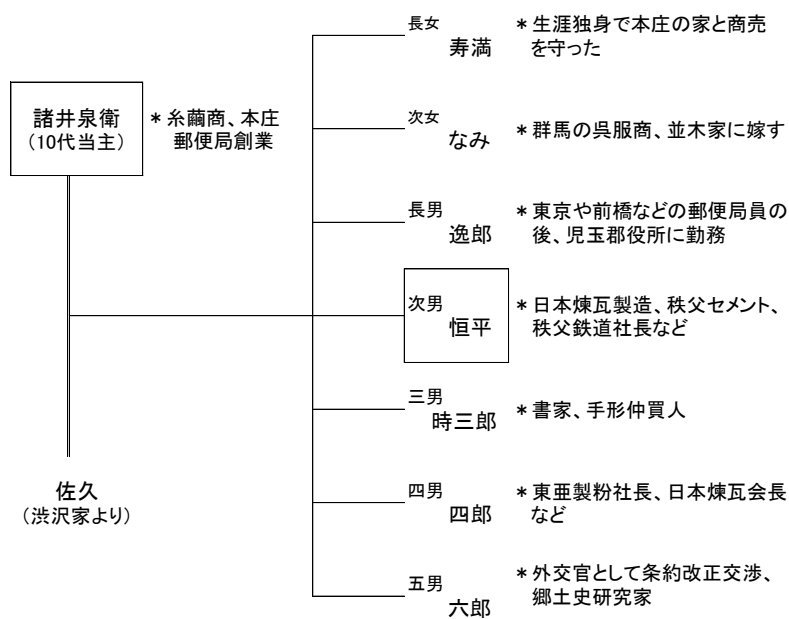 諸井泉衛
(10代当主)
＊糸繭商、本庄
郵便局創業
佐久
(渋沢家より)
長女
寿満
＊生涯独身で本庄の家と商売
を守った
次女
なみ
＊群馬の呉服商、並木家に嫁す
長男
逸郎
＊東京や前橋などの郵便局員の
後、児玉郡役所に勤務
次男
恒平
＊日本煉瓦製造、秩父セメント、
秩父鉄道社長など
三男
時三郎
＊書家、手形仲買人
四男
四郎
＊東亜製粉社長、日本煉瓦会長
など
五男
六郎
＊外交官として条約改正交渉、
郷土史研究家